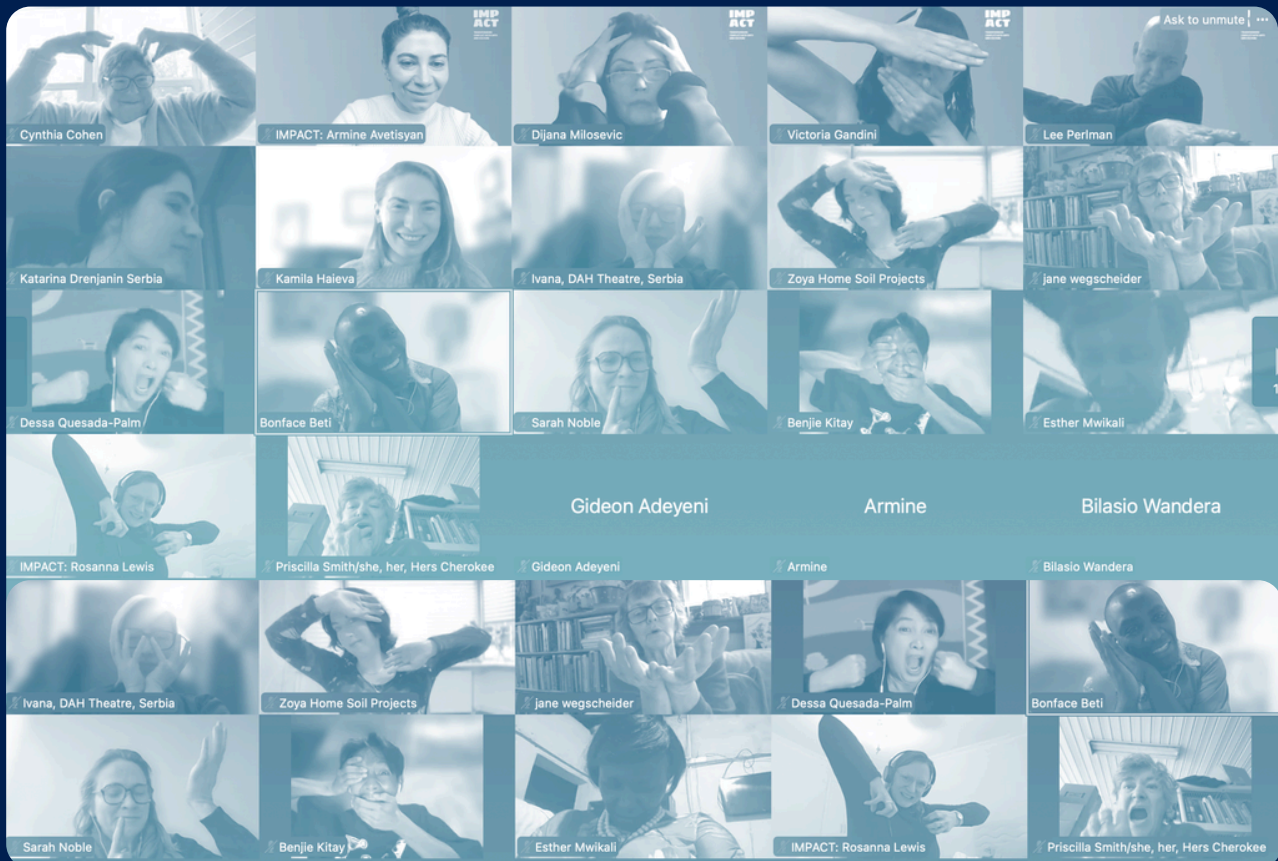 IMP
ACT
IMP
ACT
Ask to unmute
Cynthia Cohen
IMPACT: Armine Avetisyan
Dijana Milosevic
Victoria Gandini
Lee Perlman
Katarina Drenjanin Serbia
Kamila Haieva
Ivana, DAH Theatre, Serbia
Zoya Home Soil Projects
jane wegscheider
Dessa Quesada-Palm
Bonface Beti
Sarah Noble
Benjie Kitay
Esther Mwikali
Gideon Adeyeni
Armine
Bilasio Wandera
IMPACT: Rosanna Lewis
Priscilla Smith/she, her, Hers Cherokee
Gideon Adeyeni
Armine
Bilasio Wandera
Ivana, DAH Theatre, Serbia
Zoya Home Soil Projects
jane wegscheider
Dessa Quesada-Palm
Bonface Beti
Sarah Noble
Benjie Kitay
Esther Mwikali
IMPACT: Rosanna Lewis
Priscilla Smith/she, her, Hers Cherokee